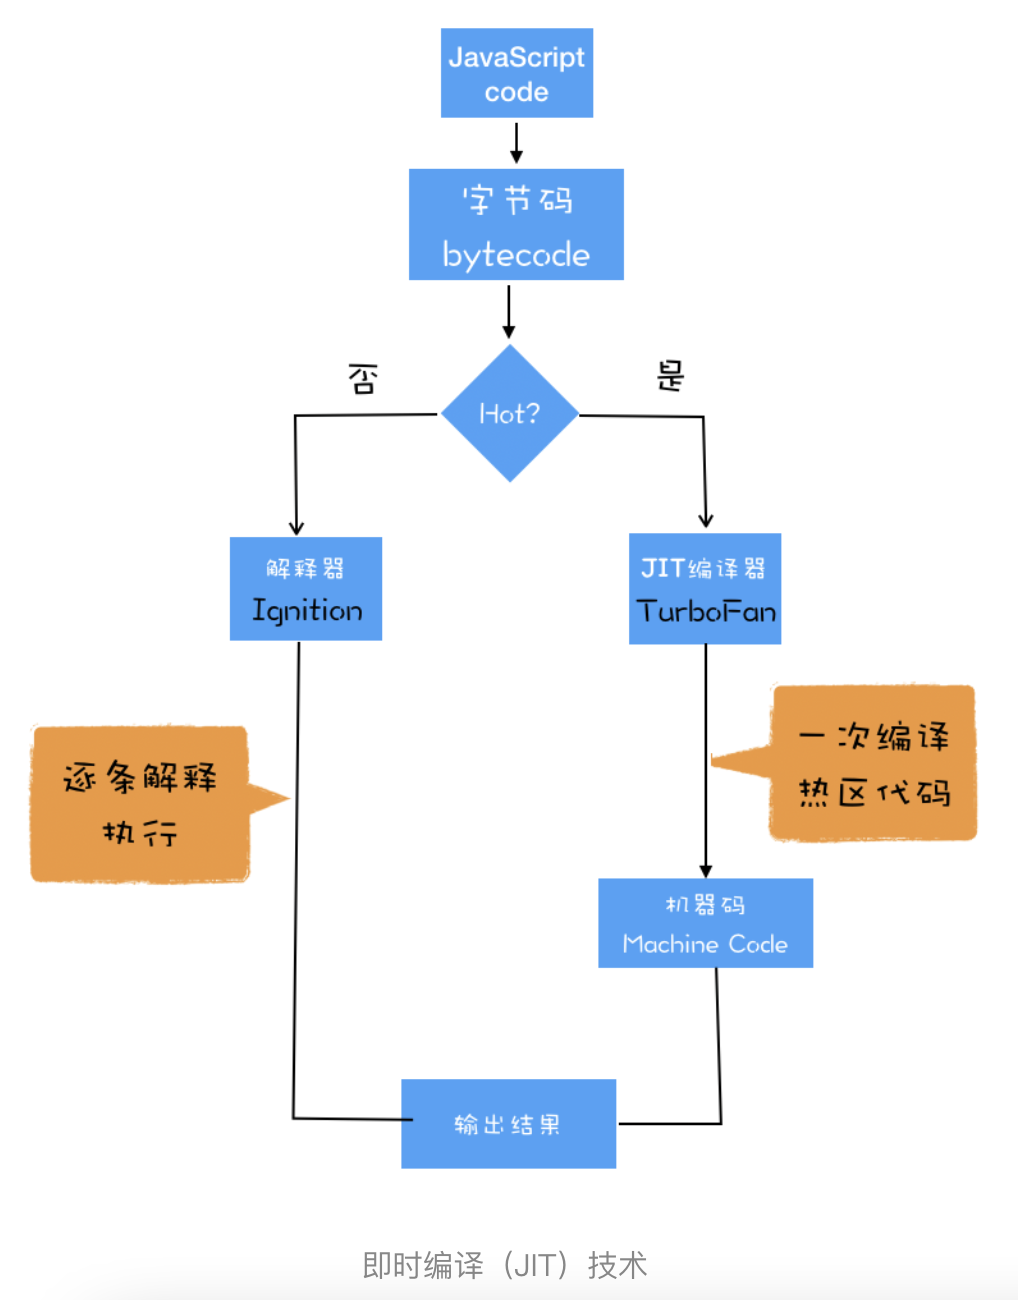 JavaScript
code
字节码
bytecode
否
是
Hot?
解释器
Ignition
JIT编译器
TurboFan
逐条解释
执行
一次编译
热区代码
机器码
Machine Code
输出结果
即时编译（JIT）技术